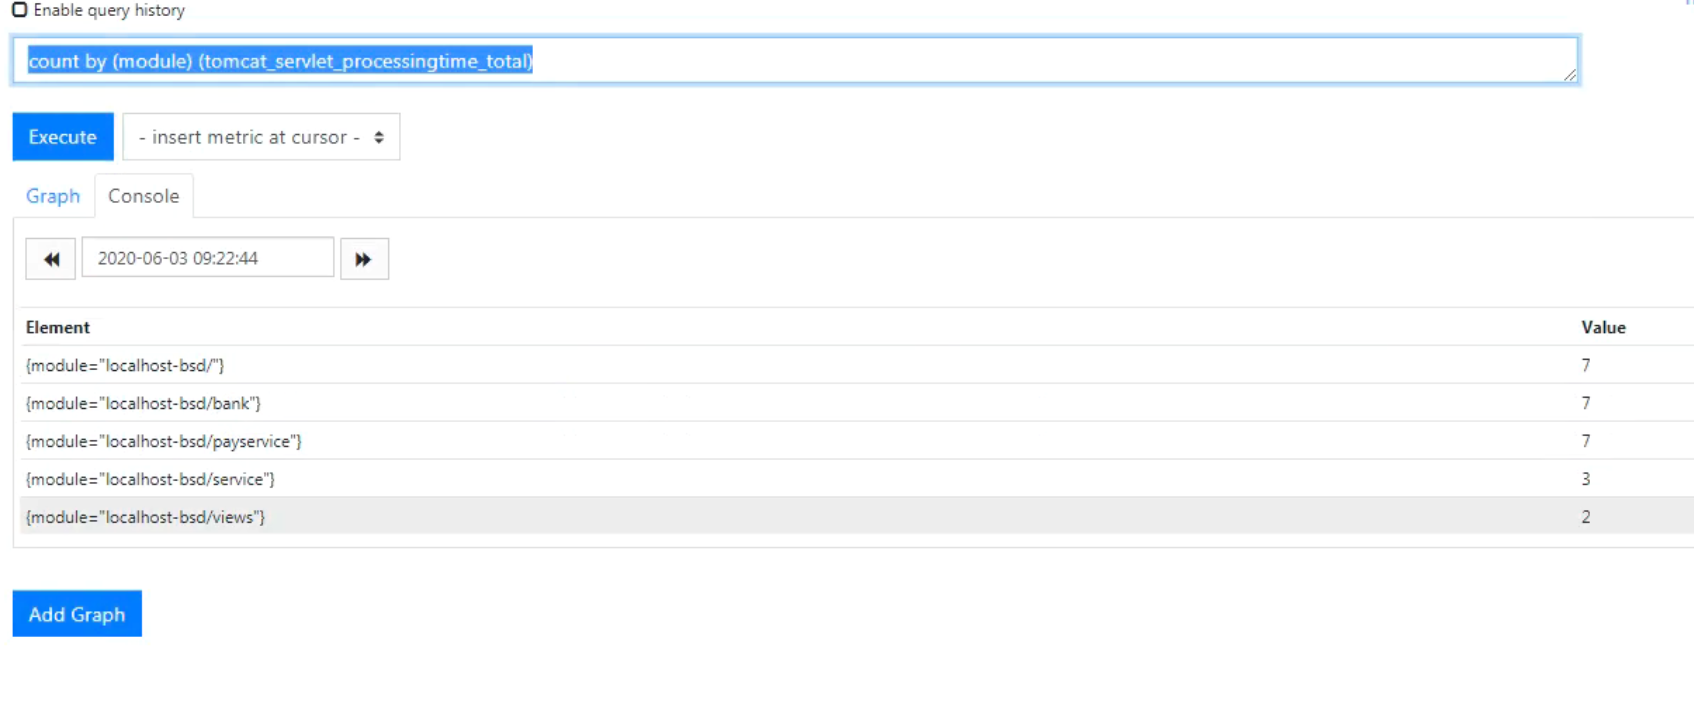 Enable query history
count by (module) (tomcat_servlet_processingtime_total)
Execute - insert metric at cursor -
Graph Console
2020-06-03 09:22:44
Element Value
{module="localhost-bsd/"} 7
{module="localhost-bsd/bank"} 7
{module="localhost-bsd/payservice"} 7
{module="localhost-bsd/service"} 3
{module="localhost-bsd/views"} 2
Add Graph